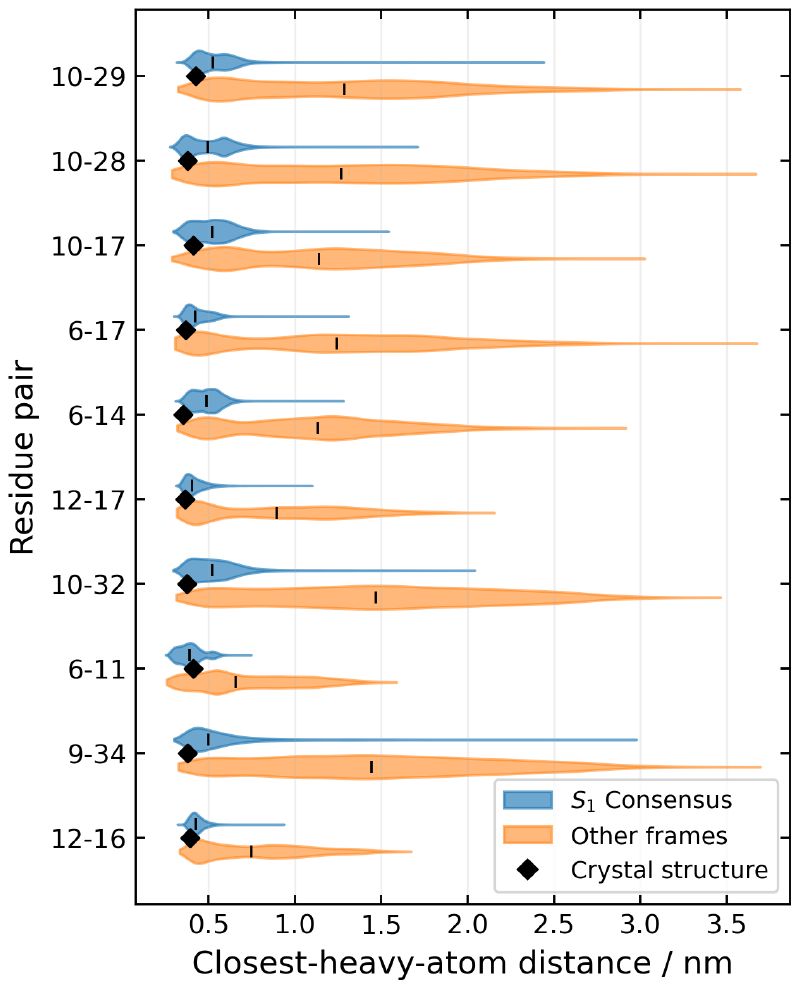 Residue pair
10-29
10-28
10-17
6-17
6-14
12-17
10-32
6-11
9-34
12-16
S₁ Consensus
Other frames
Crystal structure
0.5 1.0 1.5 2.0 2.5 3.0 3.5
Closest-heavy-atom distance / nm